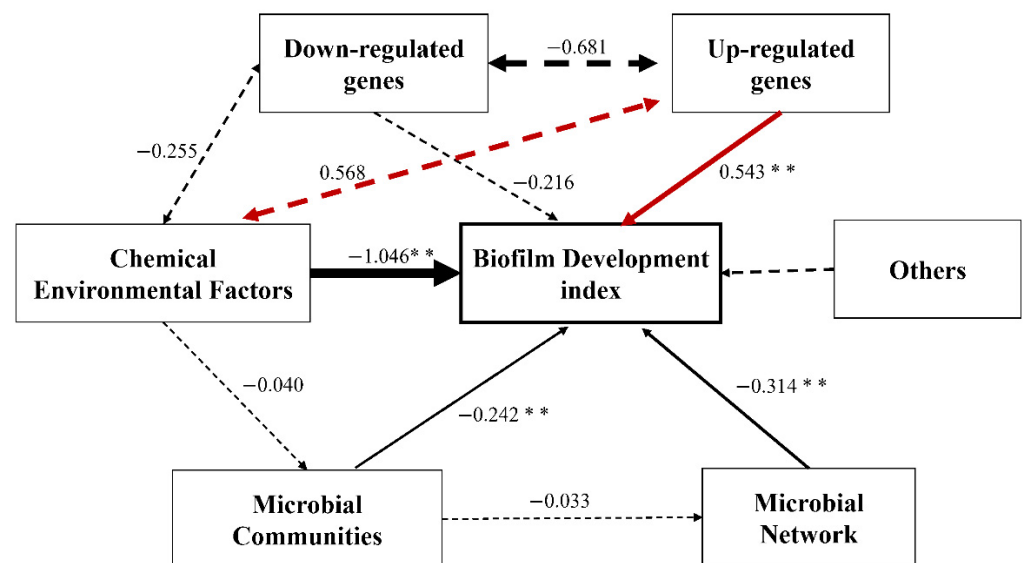 Down-regulated
genes
−0.681
Up-regulated
genes
−0.255
0.568
−0.216
0.543 * *
Chemical
Environmental Factors
−1.046* *
Biofilm Development
index
Others
−0.040
−0.242 * *
−0.314 * *
Microbial
Communities
−0.033
Microbial
Network